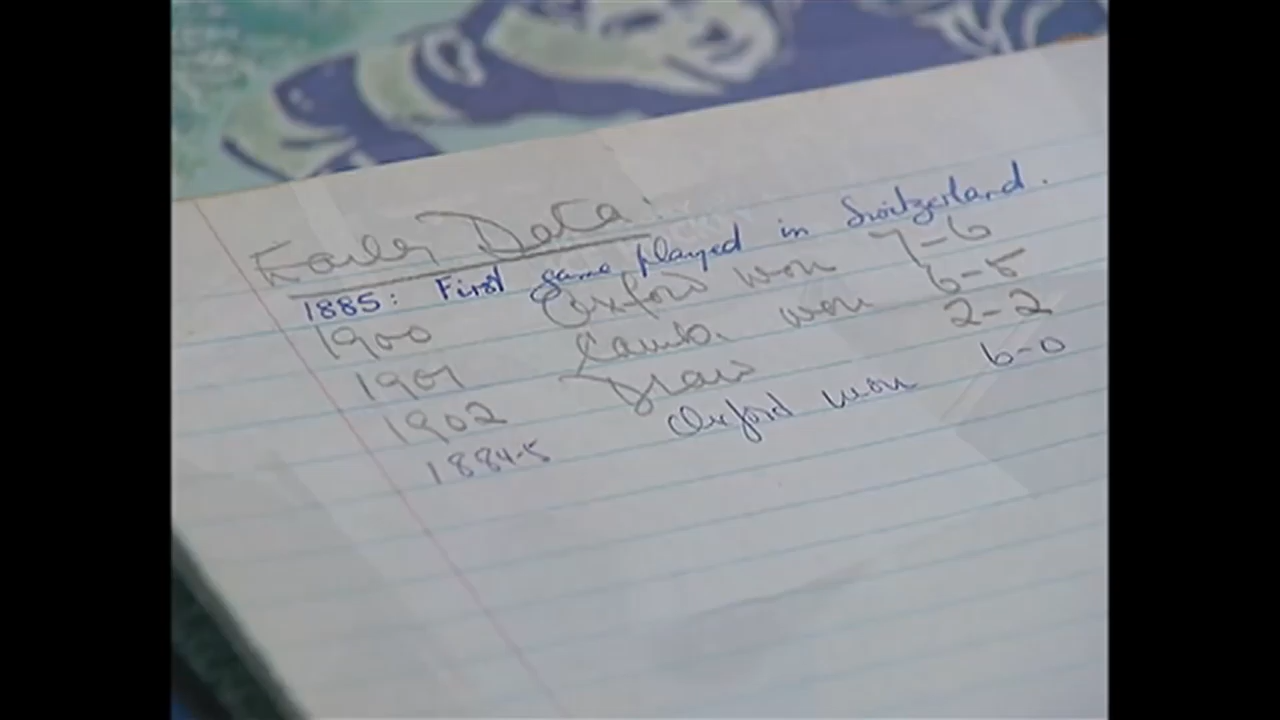 Early Data:
1885: First game played in Switzerland.
1900 Oxford won 7-6
1901 Camb. won 6-5
1902 Draw 2-2
1884-5 Oxford won 6-0